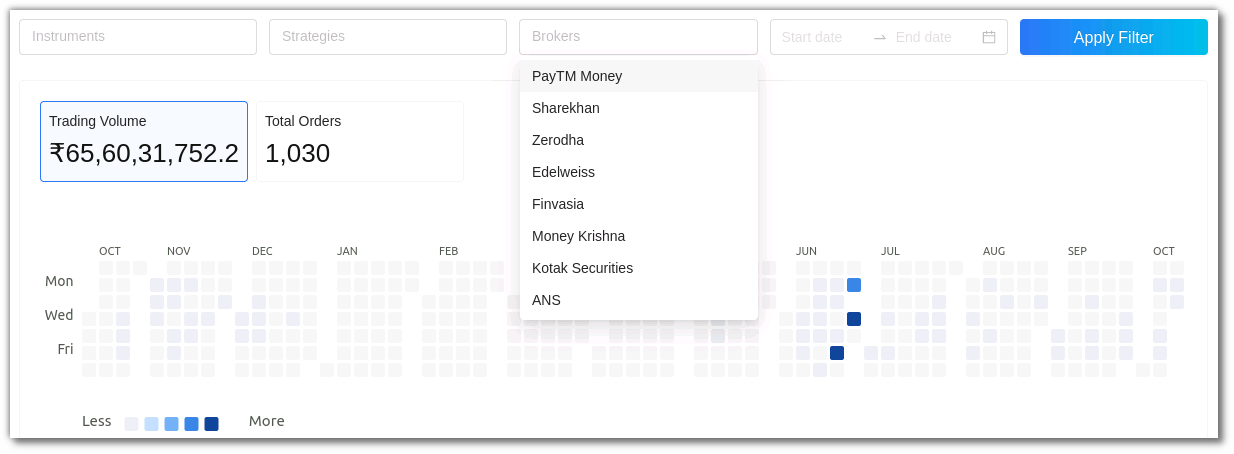 Instruments
Strategies
Brokers
Start date
End date
Apply Filter
PayTM Money
Sharekhan
Zerodha
Edelweiss
Finvasia
Money Krishna
Kotak Securities
ANS
Trading Volume
₹65,60,31,752.2
Total Orders
1,030
OCT NOV DEC JAN FEB JUN JUL AUG SEP OCT
Mon
Wed
Fri
Less More